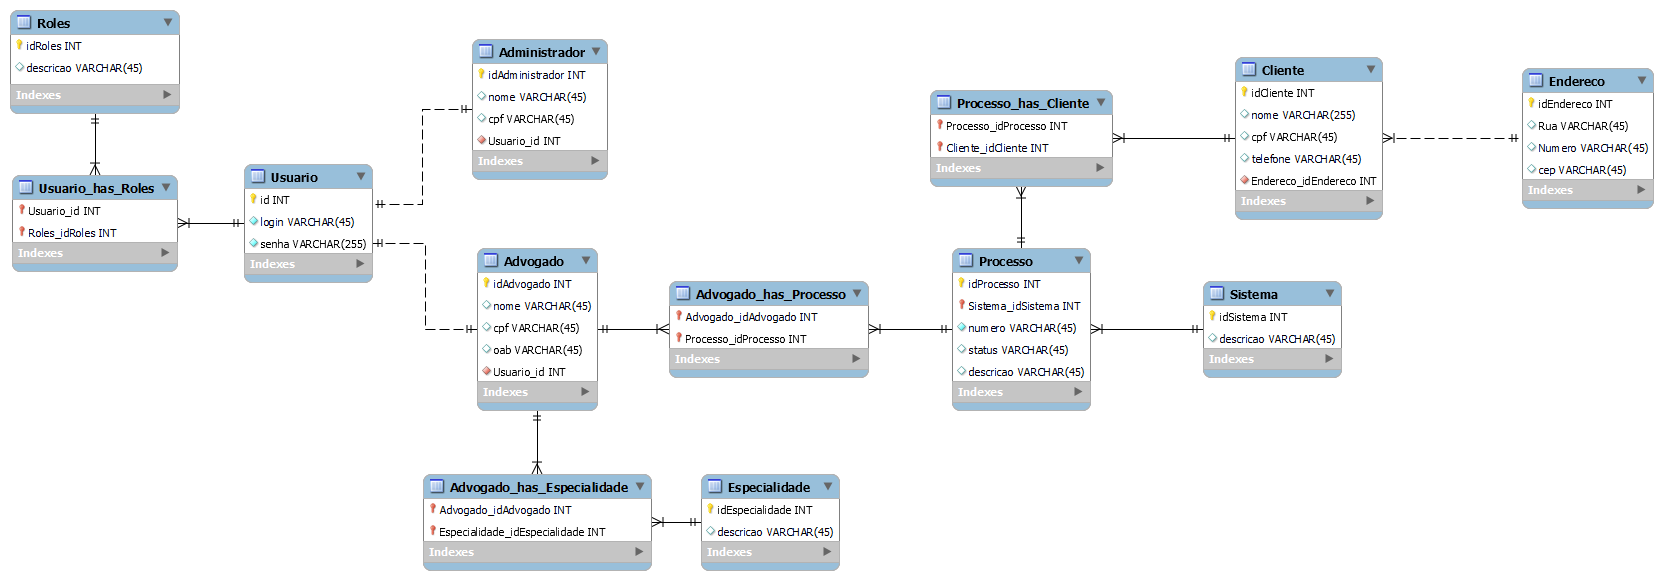 Roles
idRoles INT
descricao VARCHAR(45)
Indexes
Usuario_has_Roles
Usuario_id INT
Roles_idRoles INT
Indexes
Usuario
id INT
login VARCHAR(45)
senha VARCHAR(255)
Indexes
Administrador
idAdministrador INT
nome VARCHAR(45)
cpf VARCHAR(45)
Usuario_id INT
Indexes
Advogado
idAdvogado INT
nome VARCHAR(45)
cpf VARCHAR(45)
oab VARCHAR(45)
Usuario_id INT
Indexes
Advogado_has_Especialidade
Advogado_idAdvogado INT
Especialidade_idEspecialidade INT
Indexes
Especialidade
idEspecialidade INT
descricao VARCHAR(45)
Indexes
Advogado_has_Processo
Advogado_idAdvogado INT
Processo_idProcesso INT
Indexes
Processo_has_Cliente
Processo_idProcesso INT
Cliente_idCliente INT
Indexes
Processo
idProcesso INT
Sistema_idSistema INT
numero VARCHAR(45)
status VARCHAR(45)
descricao VARCHAR(45)
Indexes
Cliente
idCliente INT
nome VARCHAR(255)
cpf VARCHAR(45)
telefone VARCHAR(45)
Endereco_idEndereco INT
Indexes
Sistema
idSistema INT
descricao VARCHAR(45)
Indexes
Endereco
idEndereco INT
Rua VARCHAR(45)
Numero VARCHAR(45)
cep VARCHAR(45)
Indexes